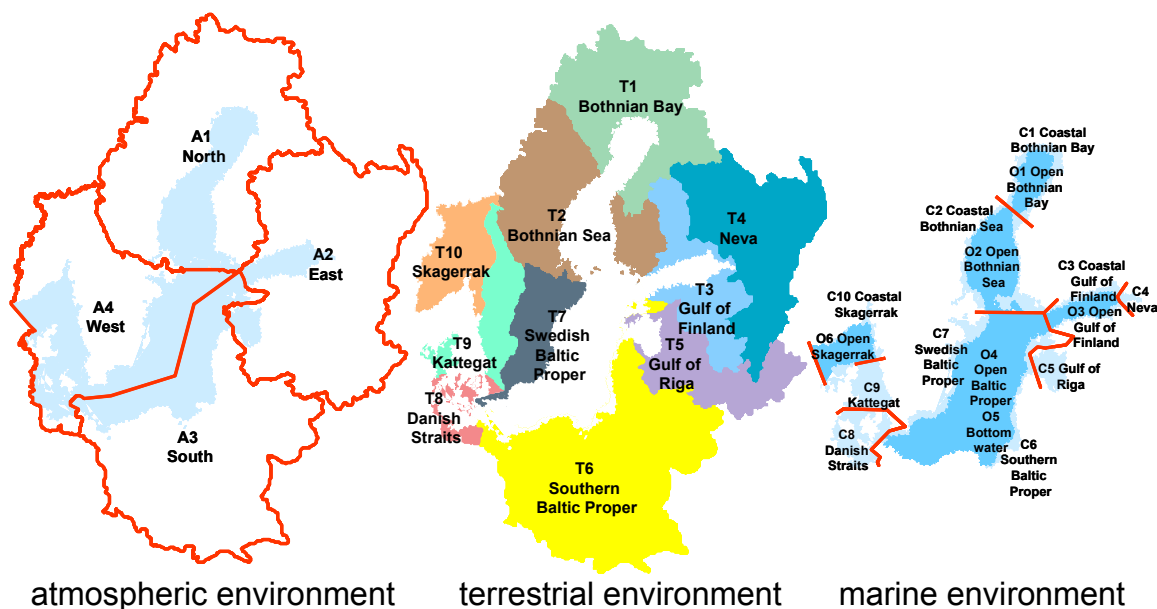 A1
North
A2
East
A4
West
A3
South
T1
Bothnian Bay
T2
Bothnian Sea
T4
Neva
T10
Skagerrak
T3
Gulf of
Finland
T7
Swedish
Baltic
Proper
T5
Gulf of
Riga
T9
Kattegat
T8
Danish
Straits
T6
Southern
Baltic Proper
C1 Coastal
Bothnian Bay
O1 Open
Bothnian
Bay
C2 Coastal
Bothnian Sea
O2 Open
Bothnian
Sea
C3 Coastal
Gulf of
Finland
C4
Neva
O3 Open
Gulf of
Finland
C10 Coastal
Skagerrak
O6 Open
Skagerrak
C7
Swedish
Baltic
Proper
O4
Open
Baltic
Proper
C5 Gulf of
Riga
C9
Kattegat
O5
Bottom
water
C8
Danish
Straits
C6
Southern
Baltic
Proper
atmospheric environment
terrestrial environment
marine environment